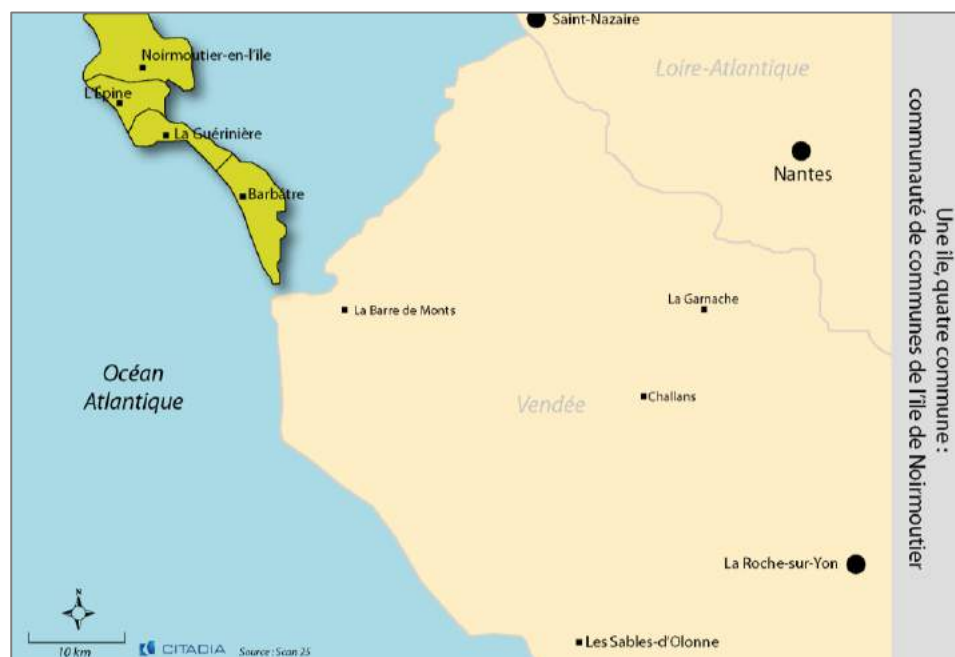 Saint-Nazaire
Noirmoutier-en-l'île
Loire-Atlantique
L'Épine
La Guérinière
Nantes
Barbâtre
La Garnache
La Barre de Monts
Océan
Atlantique
Vendée
Challans
La Roche-sur-Yon
Les Sables-d'Olonne
N
10 km
CITADIA
Source : Scan 25
Une ile, quatre commune :
communauté de communes de l'île de Noirmoutier